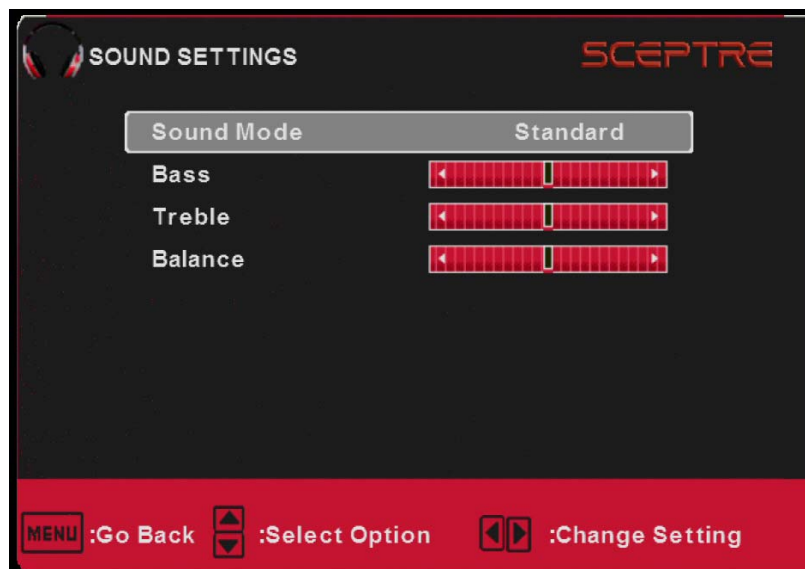 SOUND SETTINGS
SCEPTRE
Sound Mode Standard
Bass
Treble
Balance
MENU :Go Back :Select Option :Change Setting